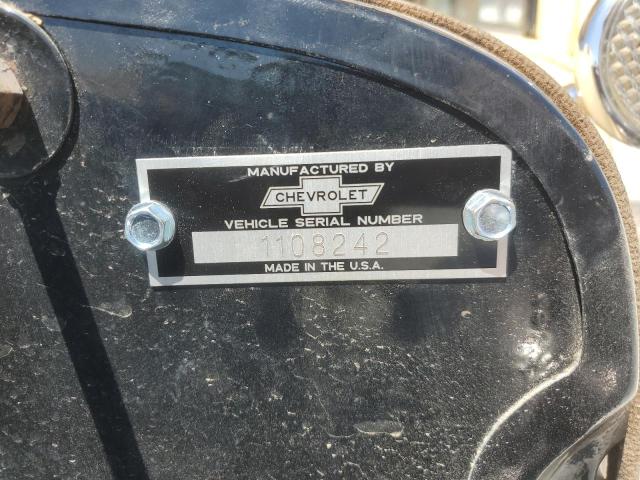 MANUFACTURED BY
CHEVROLET
VEHICLE SERIAL NUMBER
1108242
MADE IN THE U.S.A.